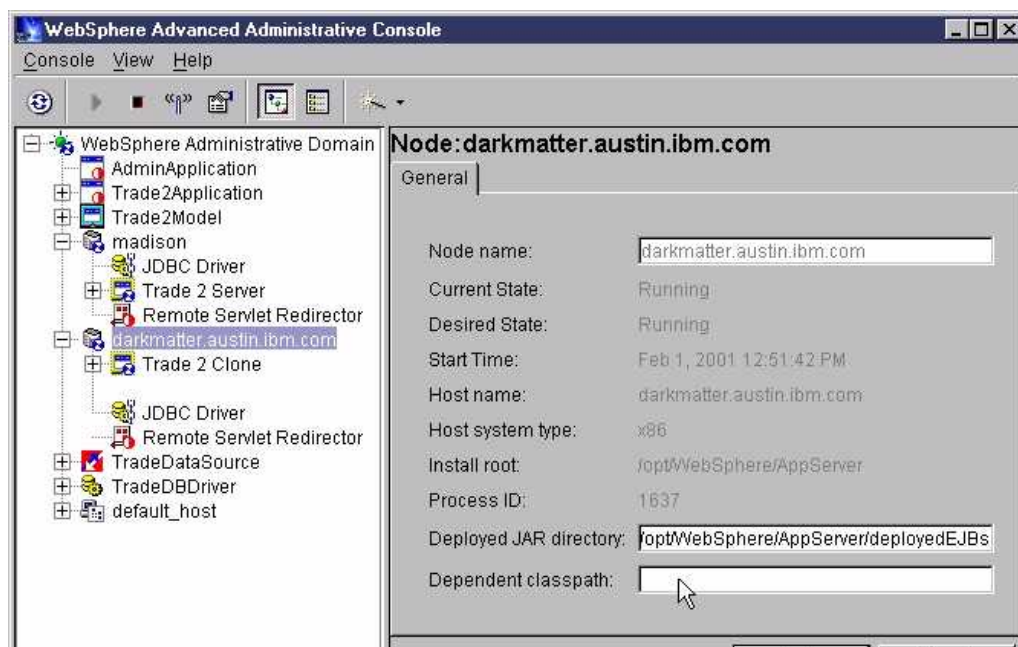 WebSphere Advanced Administrative Console
Console View Help
WebSphere Administrative Domain
AdminApplication
Trade2Application
Trade2Model
madison
JDBC Driver
Trade 2 Server
Remote Servlet Redirector
darkmatter.austin.ibm.com
Trade 2 Clone
JDBC Driver
Remote Servlet Redirector
TradeDataSource
TradeDBDriver
default_host
Node:darkmatter.austin.ibm.com
General
Node name: darkmatter.austin.ibm.com
Current State: Running
Desired State: Running
Start Time: Feb 1, 2001 12:51:42 PM
Host name: darkmatter.austin.ibm.com
Host system type: x86
Install root: /opt/WebSphere/AppServer
Process ID: 1637
Deployed JAR directory: /opt/WebSphere/AppServer/deployedEJBs
Dependent classpath: